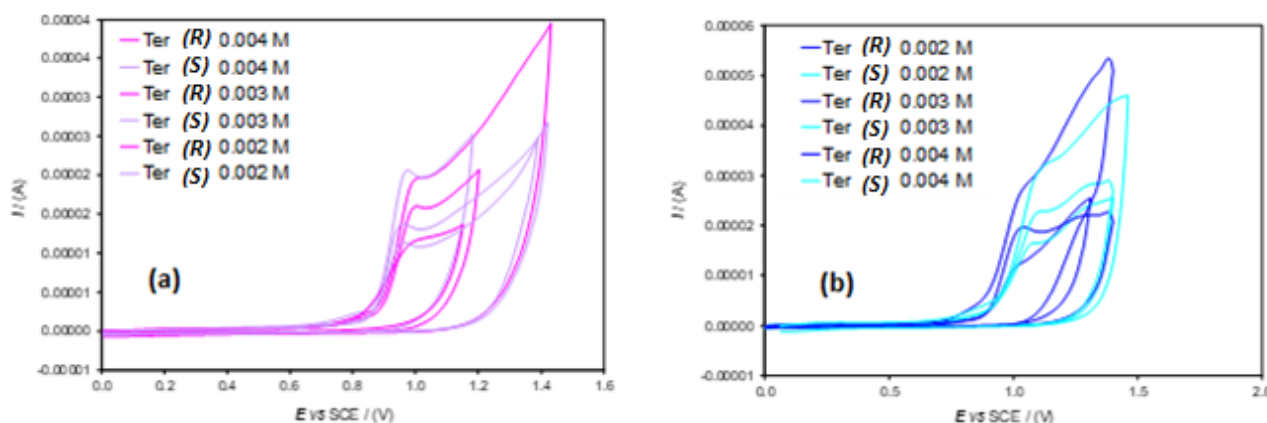 Ter (R) 0.004 M
Ter (S) 0.004 M
Ter (R) 0.003 M
Ter (S) 0.003 M
Ter (R) 0.002 M
Ter (S) 0.002 M
0.00004
0.00004
0.00003
0.00003
0.00002
0.00002
0.00001
0.00001
0.00000
-0.00001
I / (A)
(a)
0.0 0.2 0.4 0.6 0.8 1.0 1.2 1.4 1.6
E vs SCE / (V)
Ter (R) 0.002 M
Ter (S) 0.002 M
Ter (R) 0.003 M
Ter (S) 0.003 M
Ter (R) 0.004 M
Ter (S) 0.004 M
0.00006
0.00005
0.00004
0.00003
0.00002
0.00001
0.00000
-0.00001
I / (A)
(b)
0.0 0.5 1.0 1.5 2.0
E vs SCE / (V)